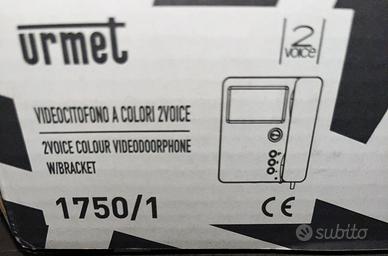 urmet
2 voice
VIDEOCITOFONO A COLORI 2VOICE
2VOICE COLOUR VIDEODOORPHONE
W/BRACKET
1750/1
CE
subito